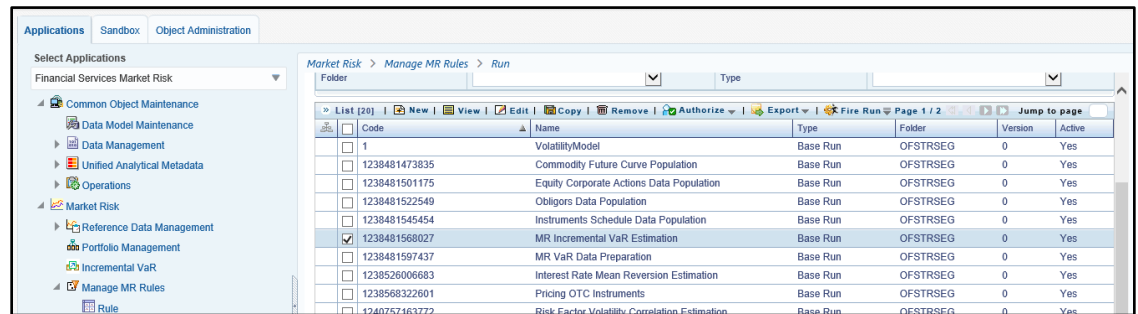 Applications Sandbox Object Administration
Select Applications
Financial Services Market Risk
Common Object Maintenance
Data Model Maintenance
Data Management
Unified Analytical Metadata
Operations
Market Risk
Reference Data Management
Portfolio Management
Incremental VaR
Manage MR Rules
Rule
Market Risk > Manage MR Rules > Run
Folder Type
» List [20] | New | View | Edit | Copy | Remove | Authorize | Export | Fire Run Page 1 / 2 Jump to page
Code Name Type Folder Version Active
1 VolatilityModel Base Run OFSTRSEG 0 Yes
1238481473835 Commodity Future Curve Population Base Run OFSTRSEG 0 Yes
1238481501175 Equity Corporate Actions Data Population Base Run OFSTRSEG 0 Yes
1238481522549 Obligors Data Population Base Run OFSTRSEG 0 Yes
1238481545454 Instruments Schedule Data Population Base Run OFSTRSEG 0 Yes
1238481568027 MR Incremental VaR Estimation Base Run OFSTRSEG 0 Yes
1238481597437 MR VaR Data Preparation Base Run OFSTRSEG 0 Yes
1238526006683 Interest Rate Mean Reversion Estimation Base Run OFSTRSEG 0 Yes
1238568322601 Pricing OTC Instruments Base Run OFSTRSEG 0 Yes
1240757163772 Risk Factor Volatility Correlation Estimation Base Run OFSTRSEG 0 Yes